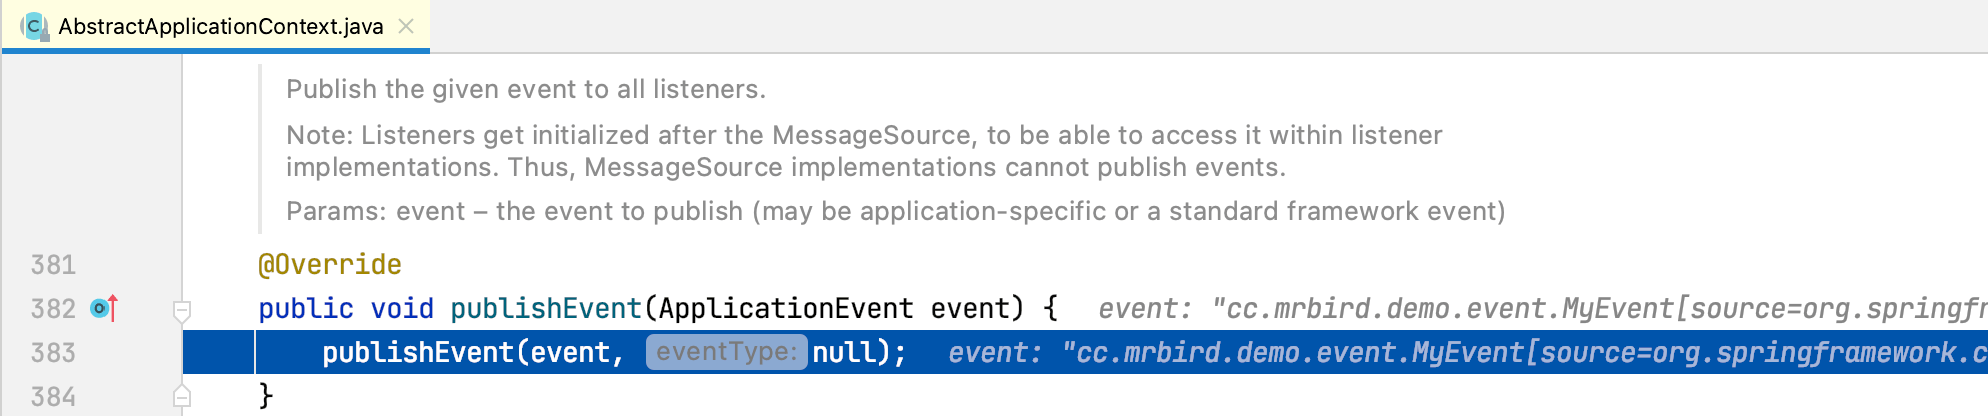 AbstractApplicationContext.java
Publish the given event to all listeners.
Note: Listeners get initialized after the MessageSource, to be able to access it within listener
implementations. Thus, MessageSource implementations cannot publish events.
Params: event – the event to publish (may be application-specific or a standard framework event)
381 @Override
382 public void publishEvent(ApplicationEvent event) { event: "cc.mrbird.demo.event.MyEvent[source=org.springfr
383 publishEvent(event, eventType: null); event: "cc.mrbird.demo.event.MyEvent[source=org.springframework.c
384 }